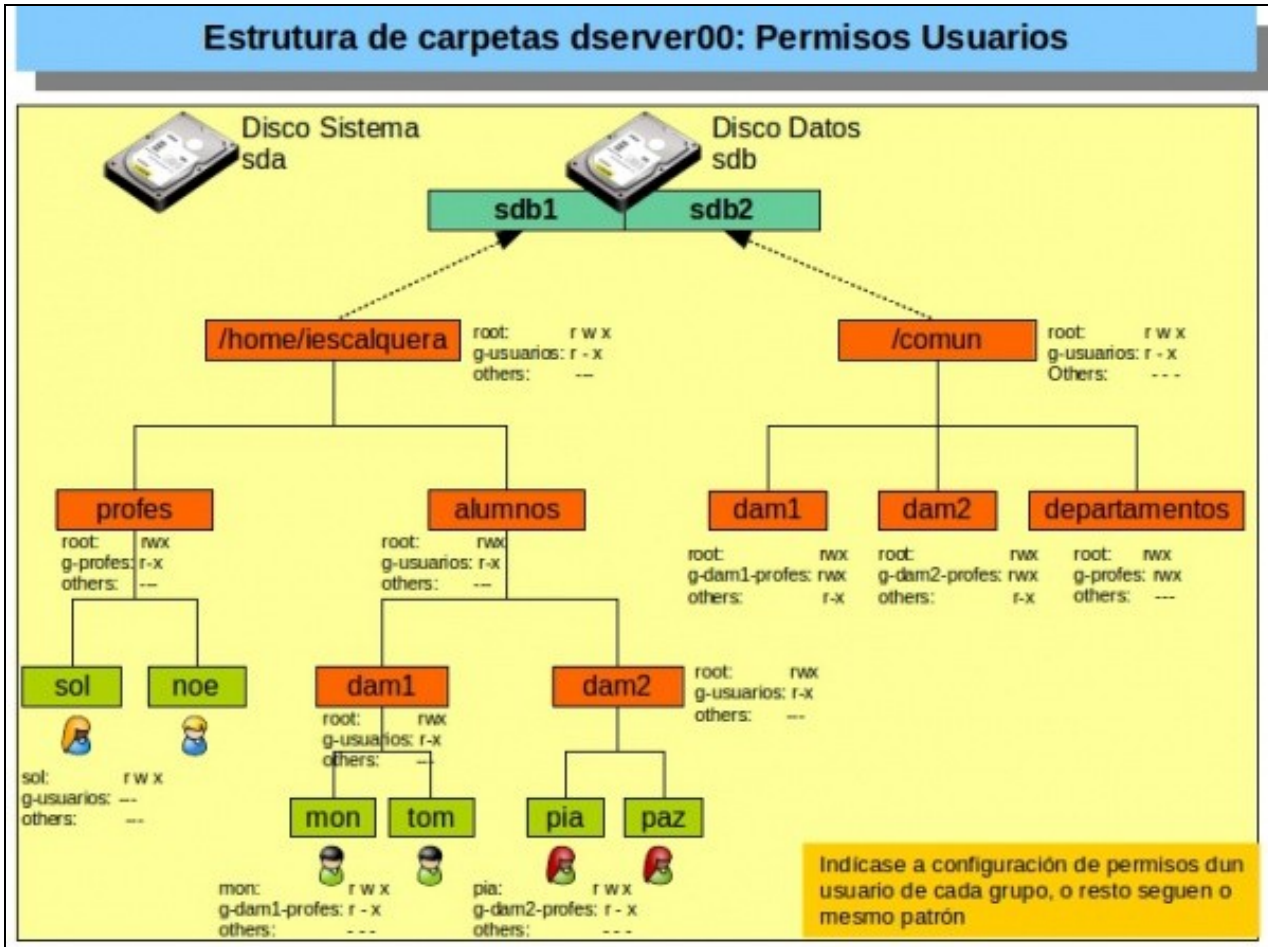 Estrutura de carpetas dserver00: Permisos Usuarios
Disco Sistema
sda
Disco Datos
sdb
sdb1
sdb2
/home/iescalquera
root: r w x
g-usuarios: r - x
others: ---
/comun
root: r w x
g-usuarios: r - x
Others: - - -
profes
root: rwx
g-profes: r-x
others: ---
alumnos
root: rwx
g-usuarios: r-x
others: ---
dam1
root: rwx
g-dam1-profes: rwx
others: r-x
dam2
root: rwx
g-dam2-profes: rwx
others: r-x
departamentos
root: rwx
g-profes: rwx
others: ---
sol
noe
sol: r w x
g-usuarios: ---
others: ---
dam1
root: rwx
g-usuarios: r-x
others: ---
dam2
root: rwx
g-usuarios: r-x
others: ---
mon
tom
mon: r w x
g-dam1-profes: r - x
others: - - -
pia
paz
pia: r w x
g-dam2-profes: r - x
others: - - -
Indícase a configuración de permisos dun
usuario de cada grupo, o resto seguen o
mesmo patrón